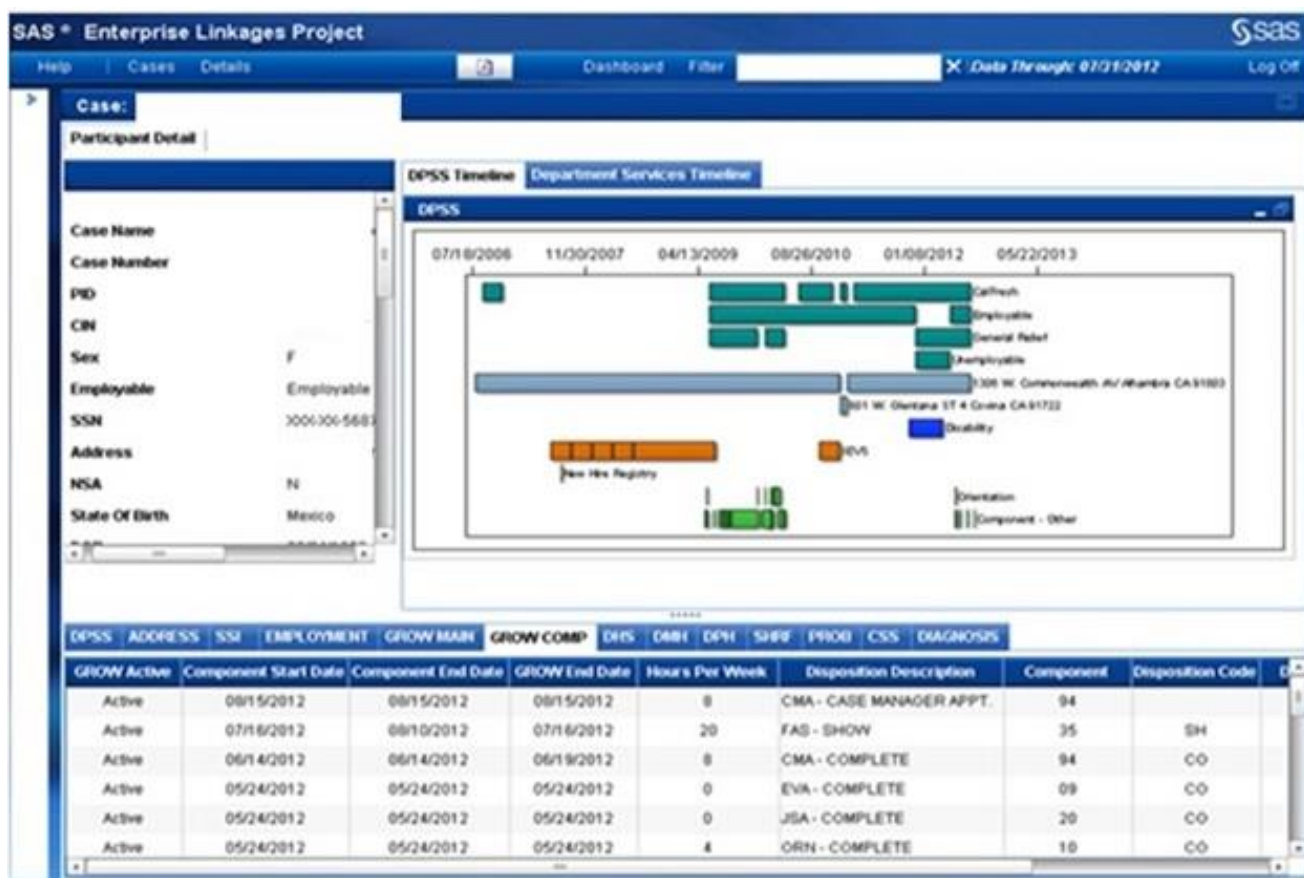 SAS ® Enterprise Linkages Project
sas
Help | Cases Details Dashboard Filter X Data Through: 07/31/2012 Log Off
Case:
Participant Detail
DPSS Timeline Department Services Timeline
DPSS
Case Name
Case Number
PID
CIN
Sex F
Employable Employable
SSN
Address
NSA N
State Of Birth Mexico
07/18/2006 11/30/2007 04/13/2009 08/26/2010 01/08/2012 05/22/2013
CalFresh
Employable
General Relief
Unemployable
W. Commonwealth AV Alhambra CA
ST 4 Covina CA 91722
Disability
IEVS
New Hire Registry
Orientation
Component - Other
DPSS ADDRESS SSI EMPLOYMENT GROW MAIN GROW COMP DHS DMH DPH SHRF PROB CSS DIAGNOSIS
GROW Active Component Start Date Component End Date GROW End Date Hours Per Week Disposition Description Component Disposition Code
Active 08/15/2012 08/15/2012 08/15/2012 CMA - CASE MANAGER APPT. 94
Active 07/16/2012 08/10/2012 07/16/2012 20 FAS - SHOW 35 SH
Active 06/14/2012 06/14/2012 06/19/2012 CMA - COMPLETE 94 CO
Active 05/24/2012 05/24/2012 05/24/2012 0 EVA - COMPLETE 09 CO
Active 05/24/2012 05/24/2012 05/24/2012 0 JSA - COMPLETE 20 CO
Active 05/24/2012 05/24/2012 05/24/2012 4 ORN - COMPLETE 10 CO